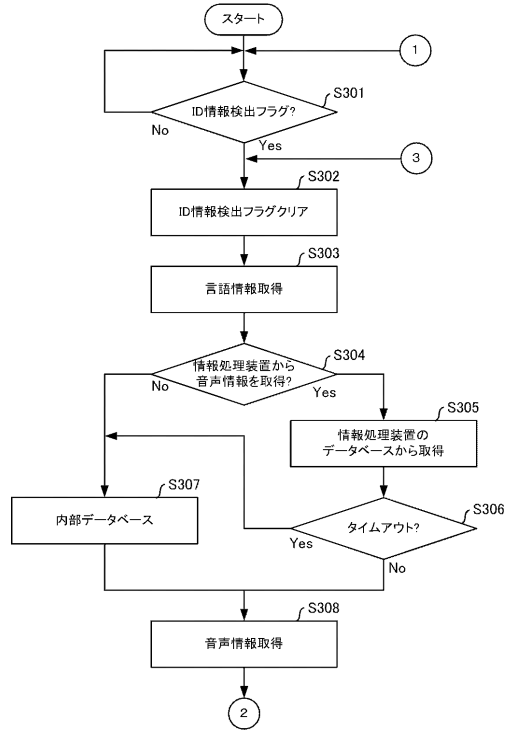 スタート
1
S301
ID情報検出フラグ?
No
Yes
3
S302
ID情報検出フラグクリア
S303
言語情報取得
S304
情報処理装置から
音声情報を取得?
No
Yes
S305
情報処理装置の
データベースから取得
S307
内部データベース
S306
タイムアウト?
Yes
No
S308
音声情報取得
2